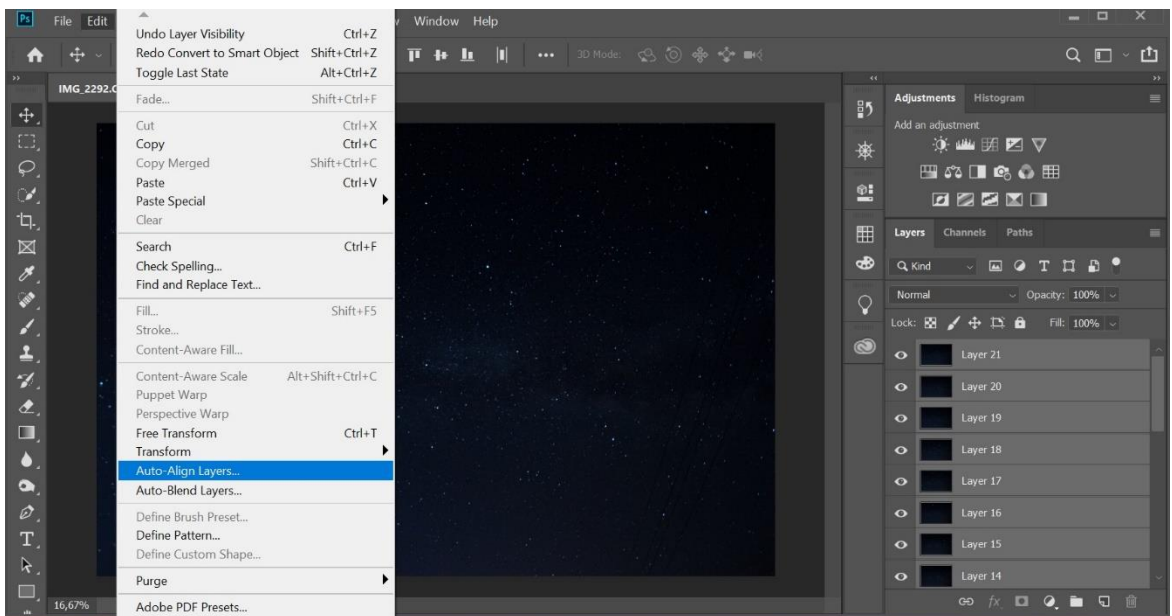 Ps File Edit Window Help
Undo Layer Visibility Ctrl+Z
Redo Convert to Smart Object Shift+Ctrl+Z
Toggle Last State Alt+Ctrl+Z
Fade... Shift+Ctrl+F
Cut Ctrl+X
Copy Ctrl+C
Copy Merged Shift+Ctrl+C
Paste Ctrl+V
Paste Special
Clear
Search Ctrl+F
Check Spelling...
Find and Replace Text...
Fill... Shift+F5
Stroke...
Content-Aware Fill...
Content-Aware Scale Alt+Shift+Ctrl+C
Puppet Warp
Perspective Warp
Free Transform Ctrl+T
Transform
Auto-Align Layers...
Auto-Blend Layers...
Define Brush Preset...
Define Pattern...
Define Custom Shape...
Purge
Adobe PDF Presets...
3D Mode:
IMG_2292.C
16,67%
Adjustments Histogram
Add an adjustment
Layers Channels Paths
Kind
Normal Opacity: 100%
Lock: Fill: 100%
Layer 21
Layer 20
Layer 19
Layer 18
Layer 17
Layer 16
Layer 15
Layer 14
fx